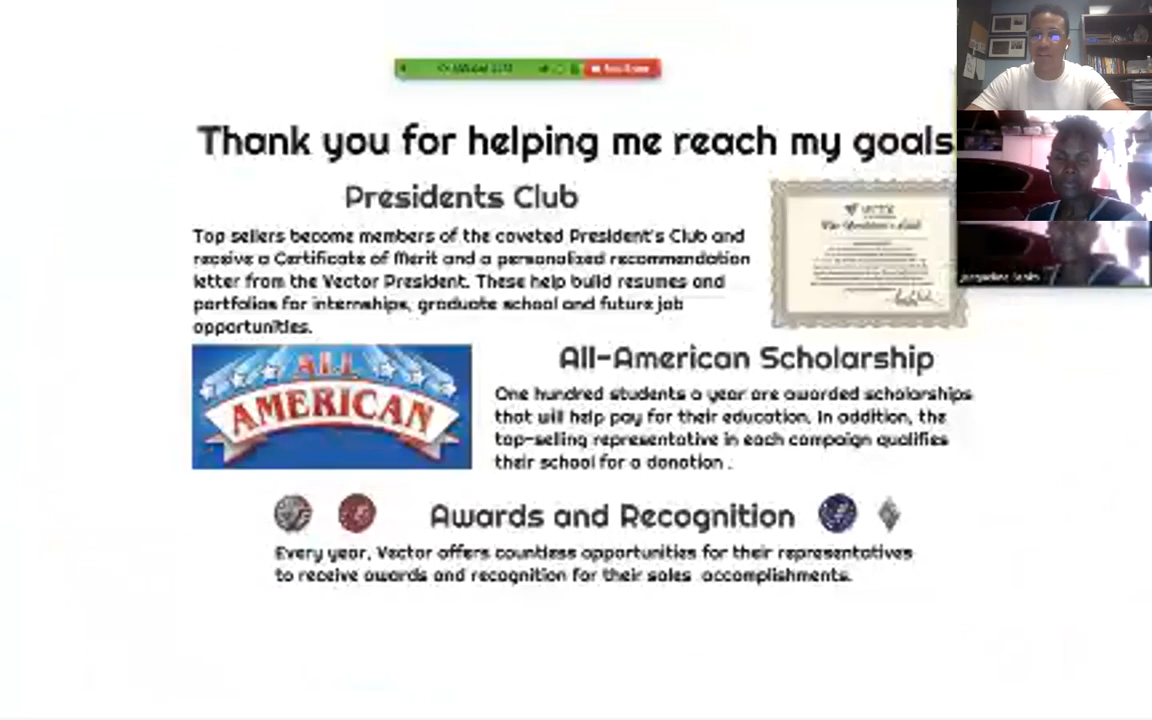 Thank you for helping me reach my goals
Presidents Club
Top sellers become members of the coveted President's Club and
receive a Certificate of Merit and a personalized recommendation
letter from the Vector President. These help build resumes and
portfolios for internships, graduate school and future job
opportunities.
ALL
AMERICAN
All-American Scholarship
One hundred students a year are awarded scholarships
that will help pay for their education. In addition, the
top-selling representative in each campaign qualifies
their school for a donation .
Awards and Recognition
Every year, Vector offers countless opportunities for their representatives
to receive awards and recognition for their sales accomplishments.